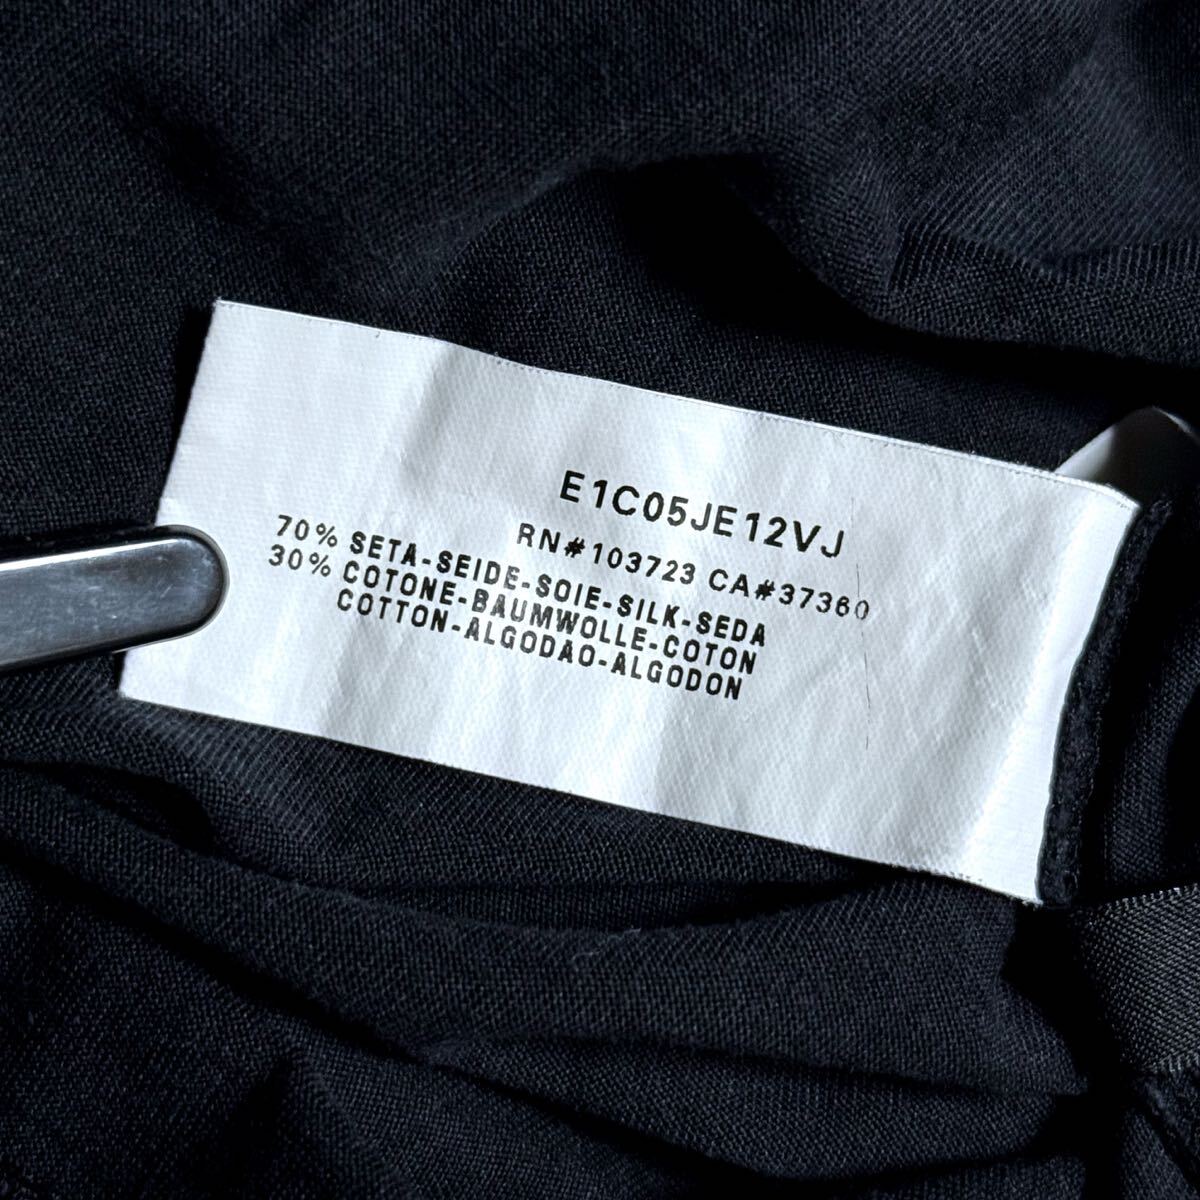 E1C05JE12VJ
RN#103723 CA#37360
70% SETA-SEIDE-SOIE-SILK-SEDA
30% COTONE-BAUMWOLLE-COTON
COTTON-ALGODAO-ALGODON